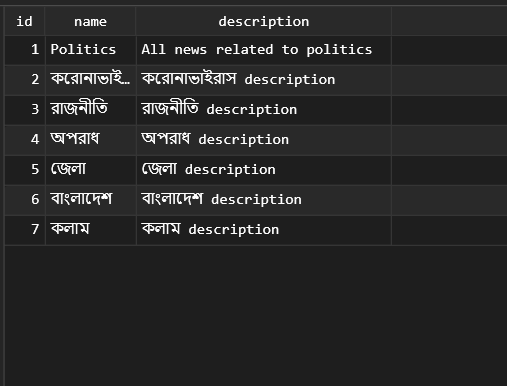 id name description
1 Politics All news related to politics
2 করোনাভাই… করোনাভাইরাস description
3 রাজনীতি রাজনীতি description
4 অপরাধ অপরাধ description
5 জেলা জেলা description
6 বাংলাদেশ বাংলাদেশ description
7 কলাম কলাম description